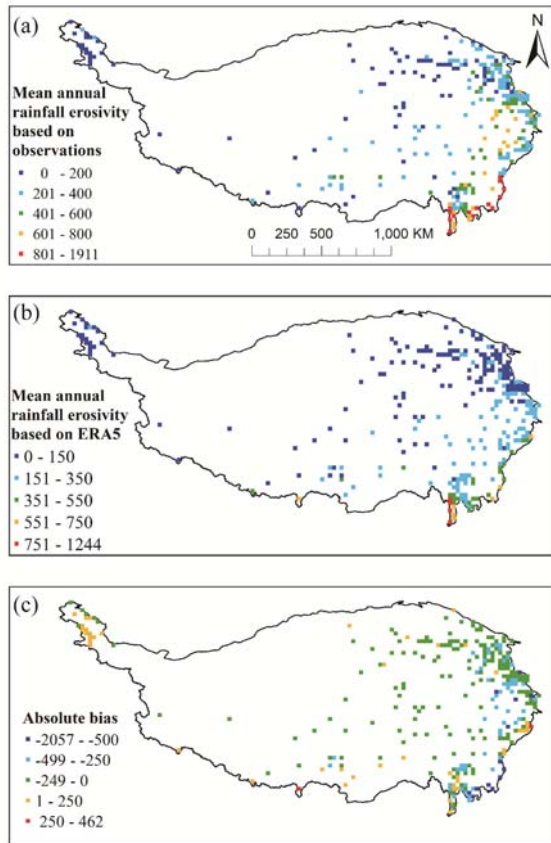 (a)
N
Mean annual
rainfall erosivity
based on
observations
0 - 200
201 - 400
401 - 600
601 - 800
801 - 1911
0 250 500 1,000 KM
(b)
Mean annual
rainfall erosivity
based on ERA5
0 - 150
151 - 350
351 - 550
551 - 750
751 - 1244
(c)
Absolute bias
-2057 - -500
-499 - -250
-249 - 0
1 - 250
250 - 462